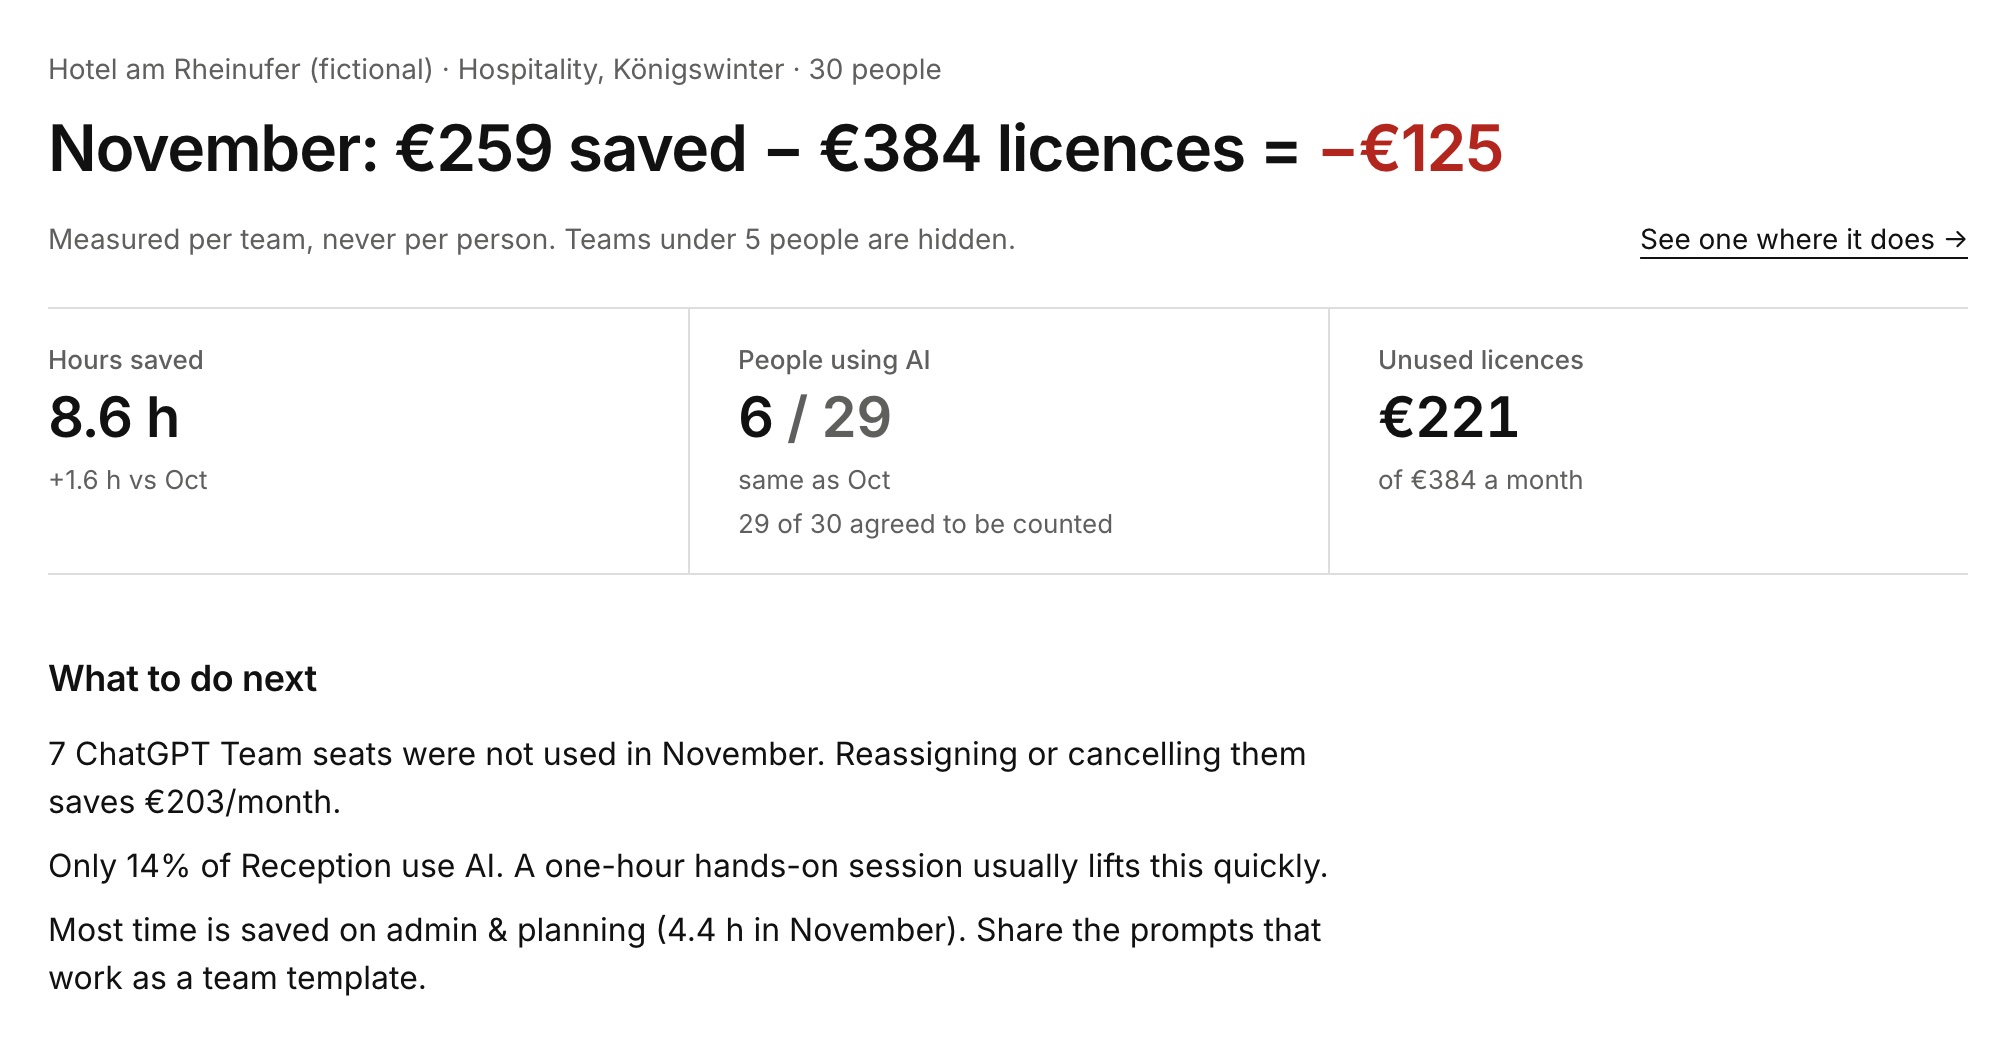 Hotel am Rheinufer (fictional) · Hospitality, Königswinter · 30 people
November: €259 saved − €384 licences = −€125
Measured per team, never per person. Teams under 5 people are hidden.
See one where it does →
Hours saved
8.6 h
+1.6 h vs Oct
People using AI
6 / 29
same as Oct
29 of 30 agreed to be counted
Unused licences
€221
of €384 a month
What to do next
7 ChatGPT Team seats were not used in November. Reassigning or cancelling them
saves €203/month.
Only 14% of Reception use AI. A one-hour hands-on session usually lifts this quickly.
Most time is saved on admin & planning (4.4 h in November). Share the prompts that
work as a team template.